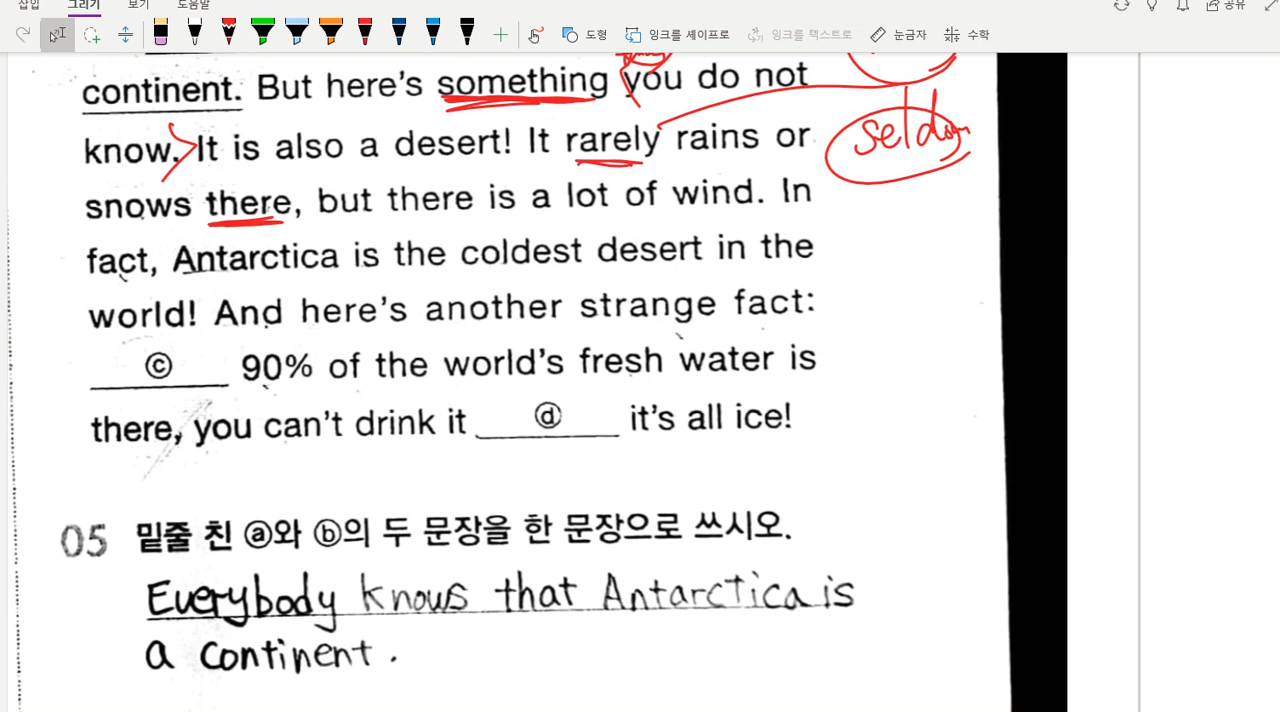 삽입 그리기 보기 도움말
도형 잉크를 셰이프로 잉크를 텍스트로 눈금자 수학 공유
continent. But here's something you do not
know. It is also a desert! It rarely rains or
seldom
snows there, but there is a lot of wind. In
fact, Antarctica is the coldest desert in the
world! And here's another strange fact:
ⓒ 90% of the world's fresh water is
there, you can't drink it ⓓ it's all ice!
05 밑줄 친 ⓐ와 ⓑ의 두 문장을 한 문장으로 쓰시오.
Everybody knows that Antarctica is
a continent.